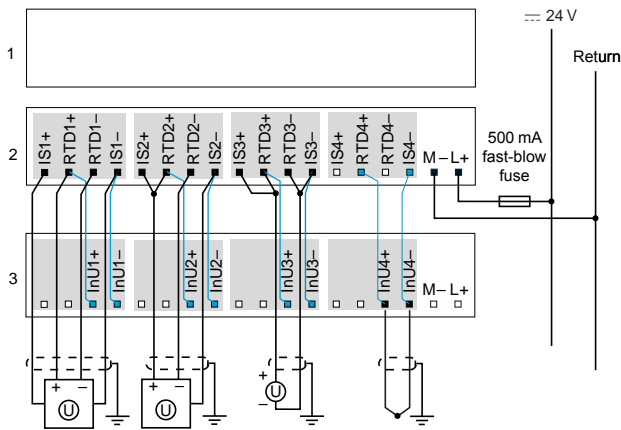 ⎓ 24 V
Return
1
2
IS1+ RTD1+ RTD1– IS1–
IS2+ RTD2+ RTD2– IS2–
IS3+ RTD3+ RTD3– IS3–
IS4+ RTD4+ RTD4– IS4–
M– L+
500 mA
fast-blow
fuse
3
InU1+ InU1–
InU2+ InU2–
InU3+ InU3–
InU4+ InU4–
M– L+
+ –
U
+ –
U
+
U
–